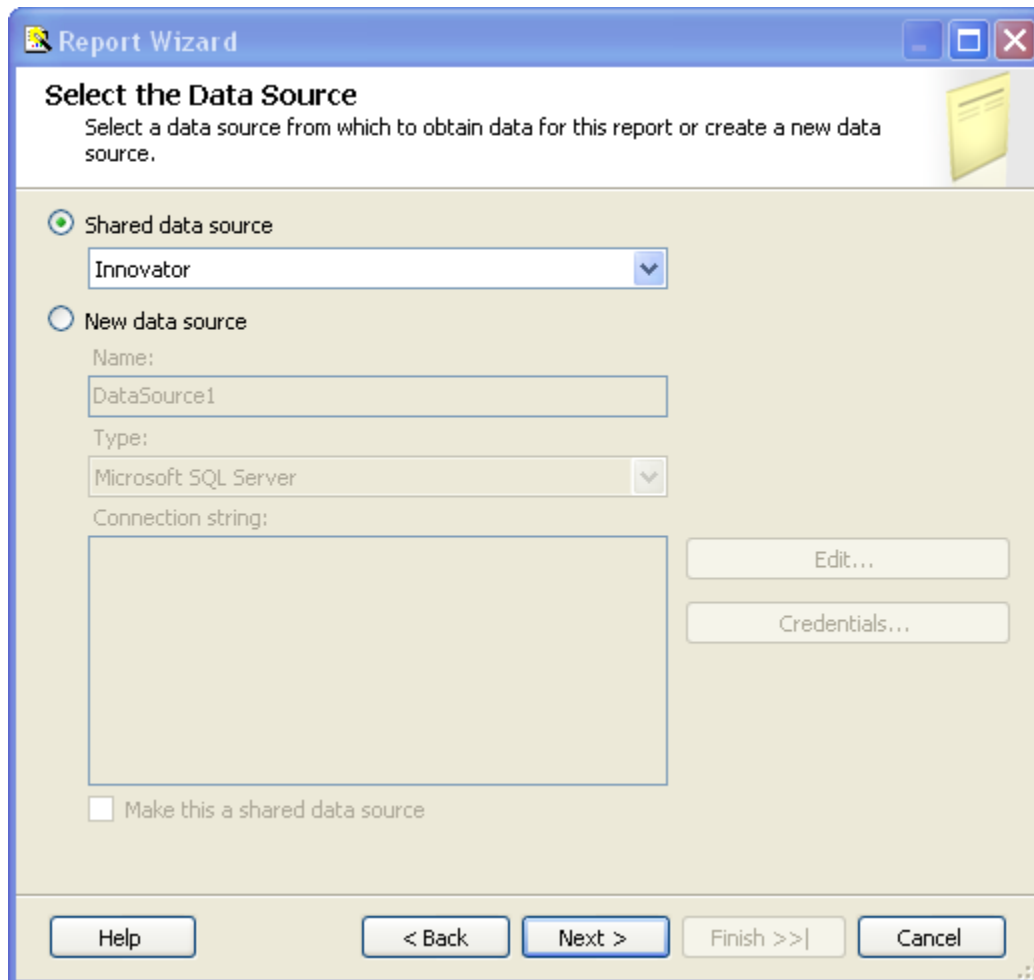 Report Wizard
Select the Data Source
Select a data source from which to obtain data for this report or create a new data
source.
Shared data source
Innovator
New data source
Name:
DataSource1
Type:
Microsoft SQL Server
Connection string:
Edit...
Credentials...
Make this a shared data source
Help
< Back
Next >
Finish >>|
Cancel